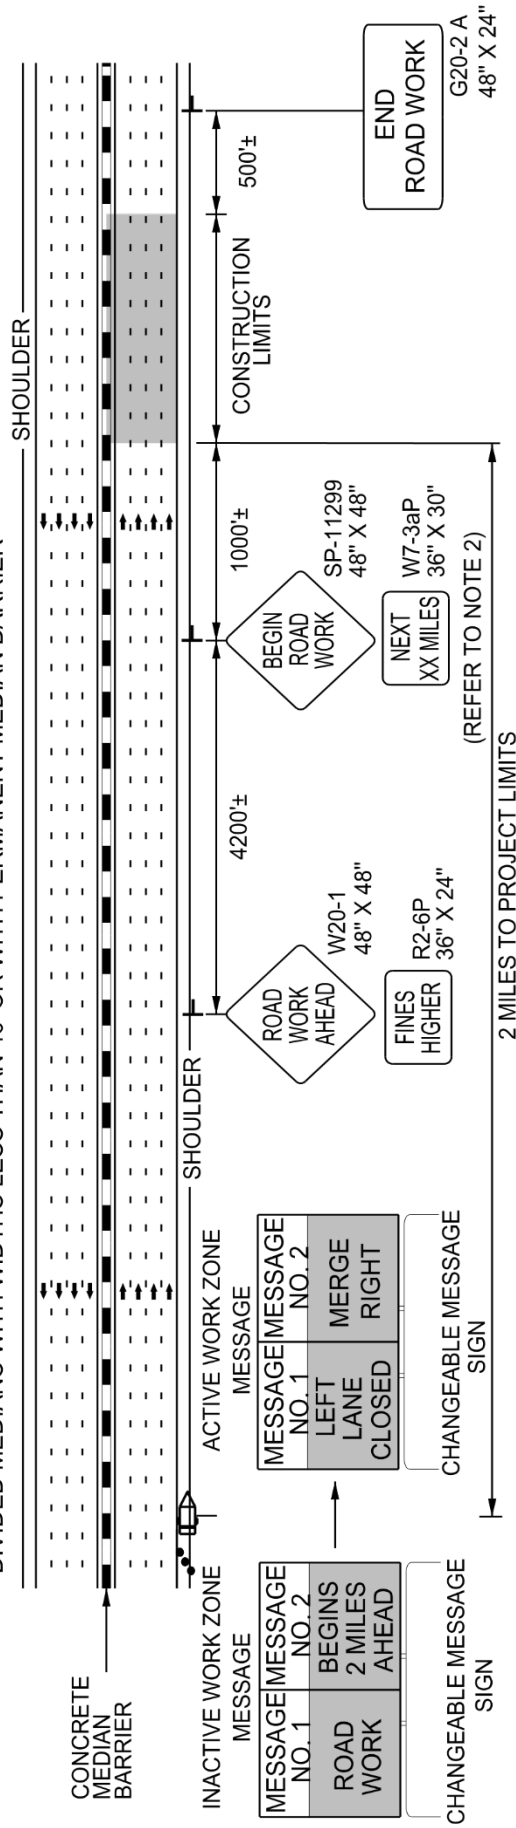 DIVIDED MEDIANS WITH WIDTHS LESS THAN 40' OR WITH PERMANENT MEDIAN BARRIER
SHOULDER
CONCRETE
MEDIAN
BARRIER
SHOULDER
4200'±
1000'±
CONSTRUCTION
LIMITS
500'±
INACTIVE WORK ZONE
MESSAGE
MESSAGE
NO. 1
MESSAGE
NO. 2
ROAD
WORK
BEGINS
2 MILES
AHEAD
CHANGEABLE MESSAGE
SIGN
ACTIVE WORK ZONE
MESSAGE
MESSAGE
NO. 1
MESSAGE
NO. 2
LEFT
LANE
CLOSED
MERGE
RIGHT
CHANGEABLE MESSAGE
SIGN
ROAD
WORK
AHEAD
W20-1
48" X 48"
FINES
HIGHER
R2-6P
36" X 24"
BEGIN
ROAD
WORK
SP-11299
48" X 48"
NEXT
XX MILES
W7-3aP
36" X 30"
END
ROAD WORK
G20-2 A
48" X 24"
(REFER TO NOTE 2)
2 MILES TO PROJECT LIMITS